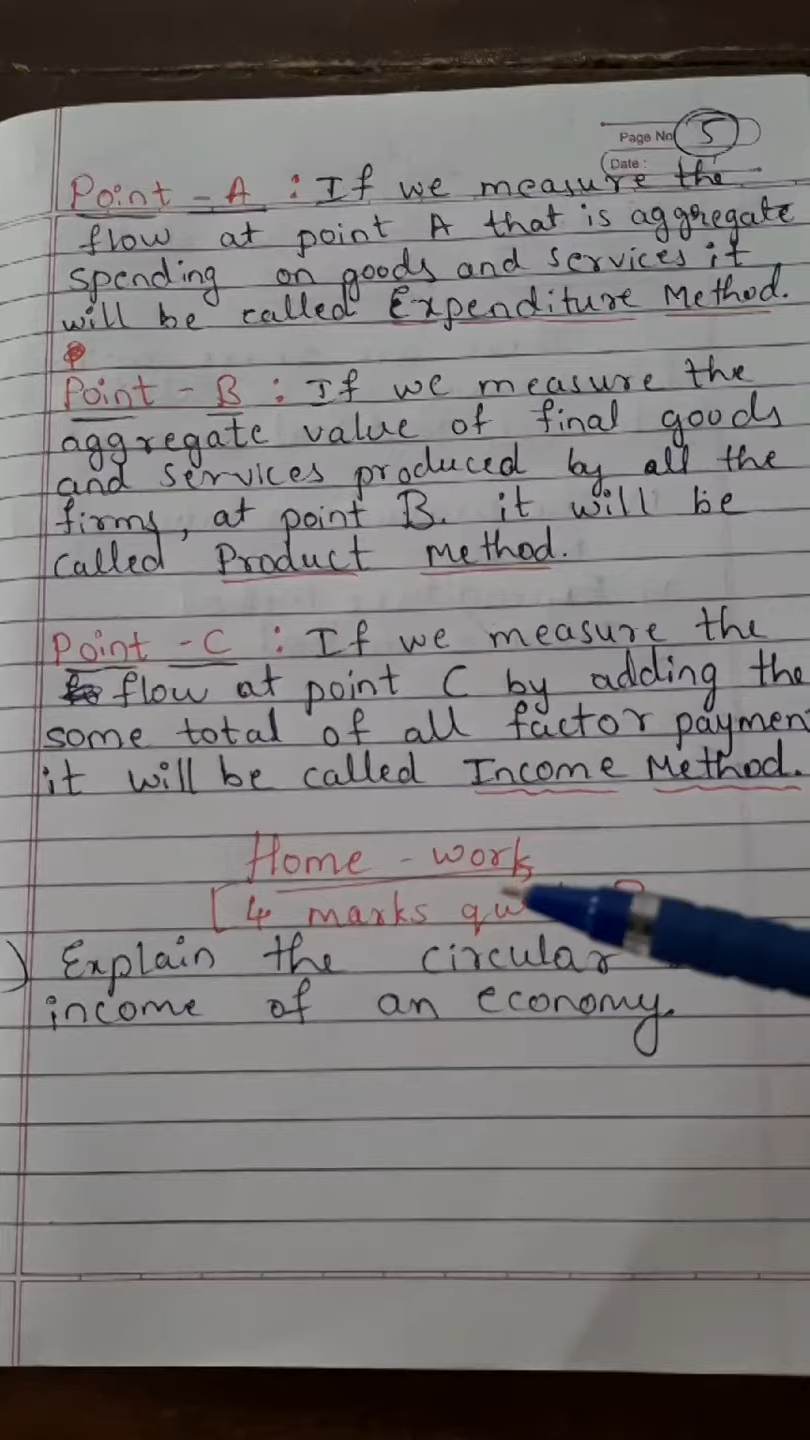 Page No 5
Date :
Point - A : If we measure the
flow at point A that is aggregate
spending on goods and services it
will be called Expenditure Method.
Point - B : If we measure the
aggregate value of final goods
and services produced by all the
firms, at point B. it will be
called Product Method.
Point - C : If we measure the
flow at point C by adding the
some total of all factor paymen
it will be called Income Method.
Home - work
[4 marks qu
) Explain the circular
income of an economy.